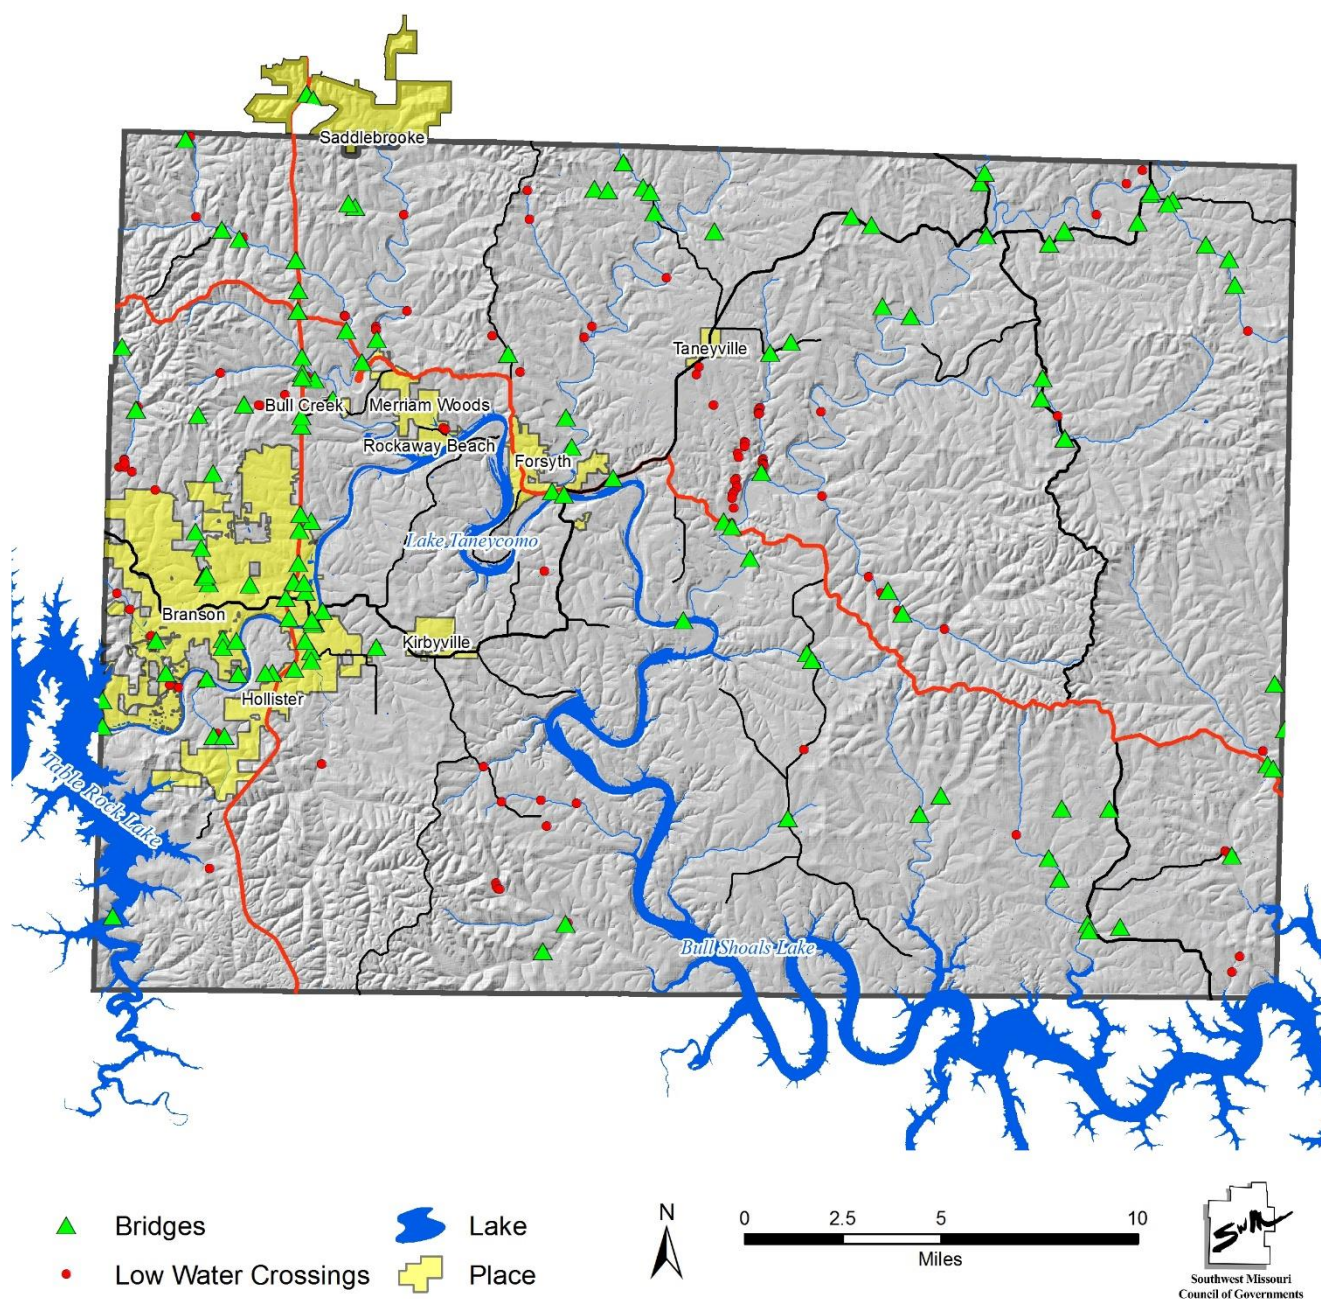 Saddlebrooke
Taneyville
Bull Creek
Merriam Woods
Rockaway Beach
Forsyth
Lake Taneycomo
Branson
Kirbyville
Hollister
Table Rock Lake
Bull Shoals Lake
Bridges
Lake
Low Water Crossings
Place
N
0 2.5 5 10
Miles
SWM
Southwest Missouri
Council of Governments